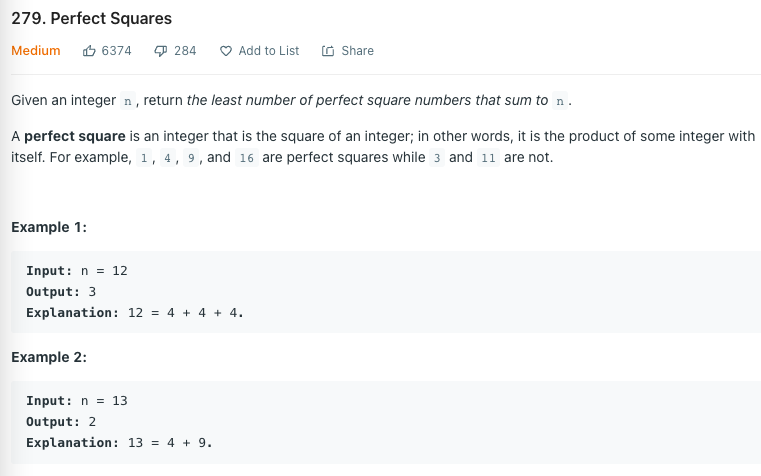 279. Perfect Squares
Medium 6374 284 Add to List Share
Given an integer n , return the least number of perfect square numbers that sum to n .
A perfect square is an integer that is the square of an integer; in other words, it is the product of some integer with
itself. For example, 1 , 4 , 9 , and 16 are perfect squares while 3 and 11 are not.
Example 1:
Input: n = 12
Output: 3
Explanation: 12 = 4 + 4 + 4.
Example 2:
Input: n = 13
Output: 2
Explanation: 13 = 4 + 9.